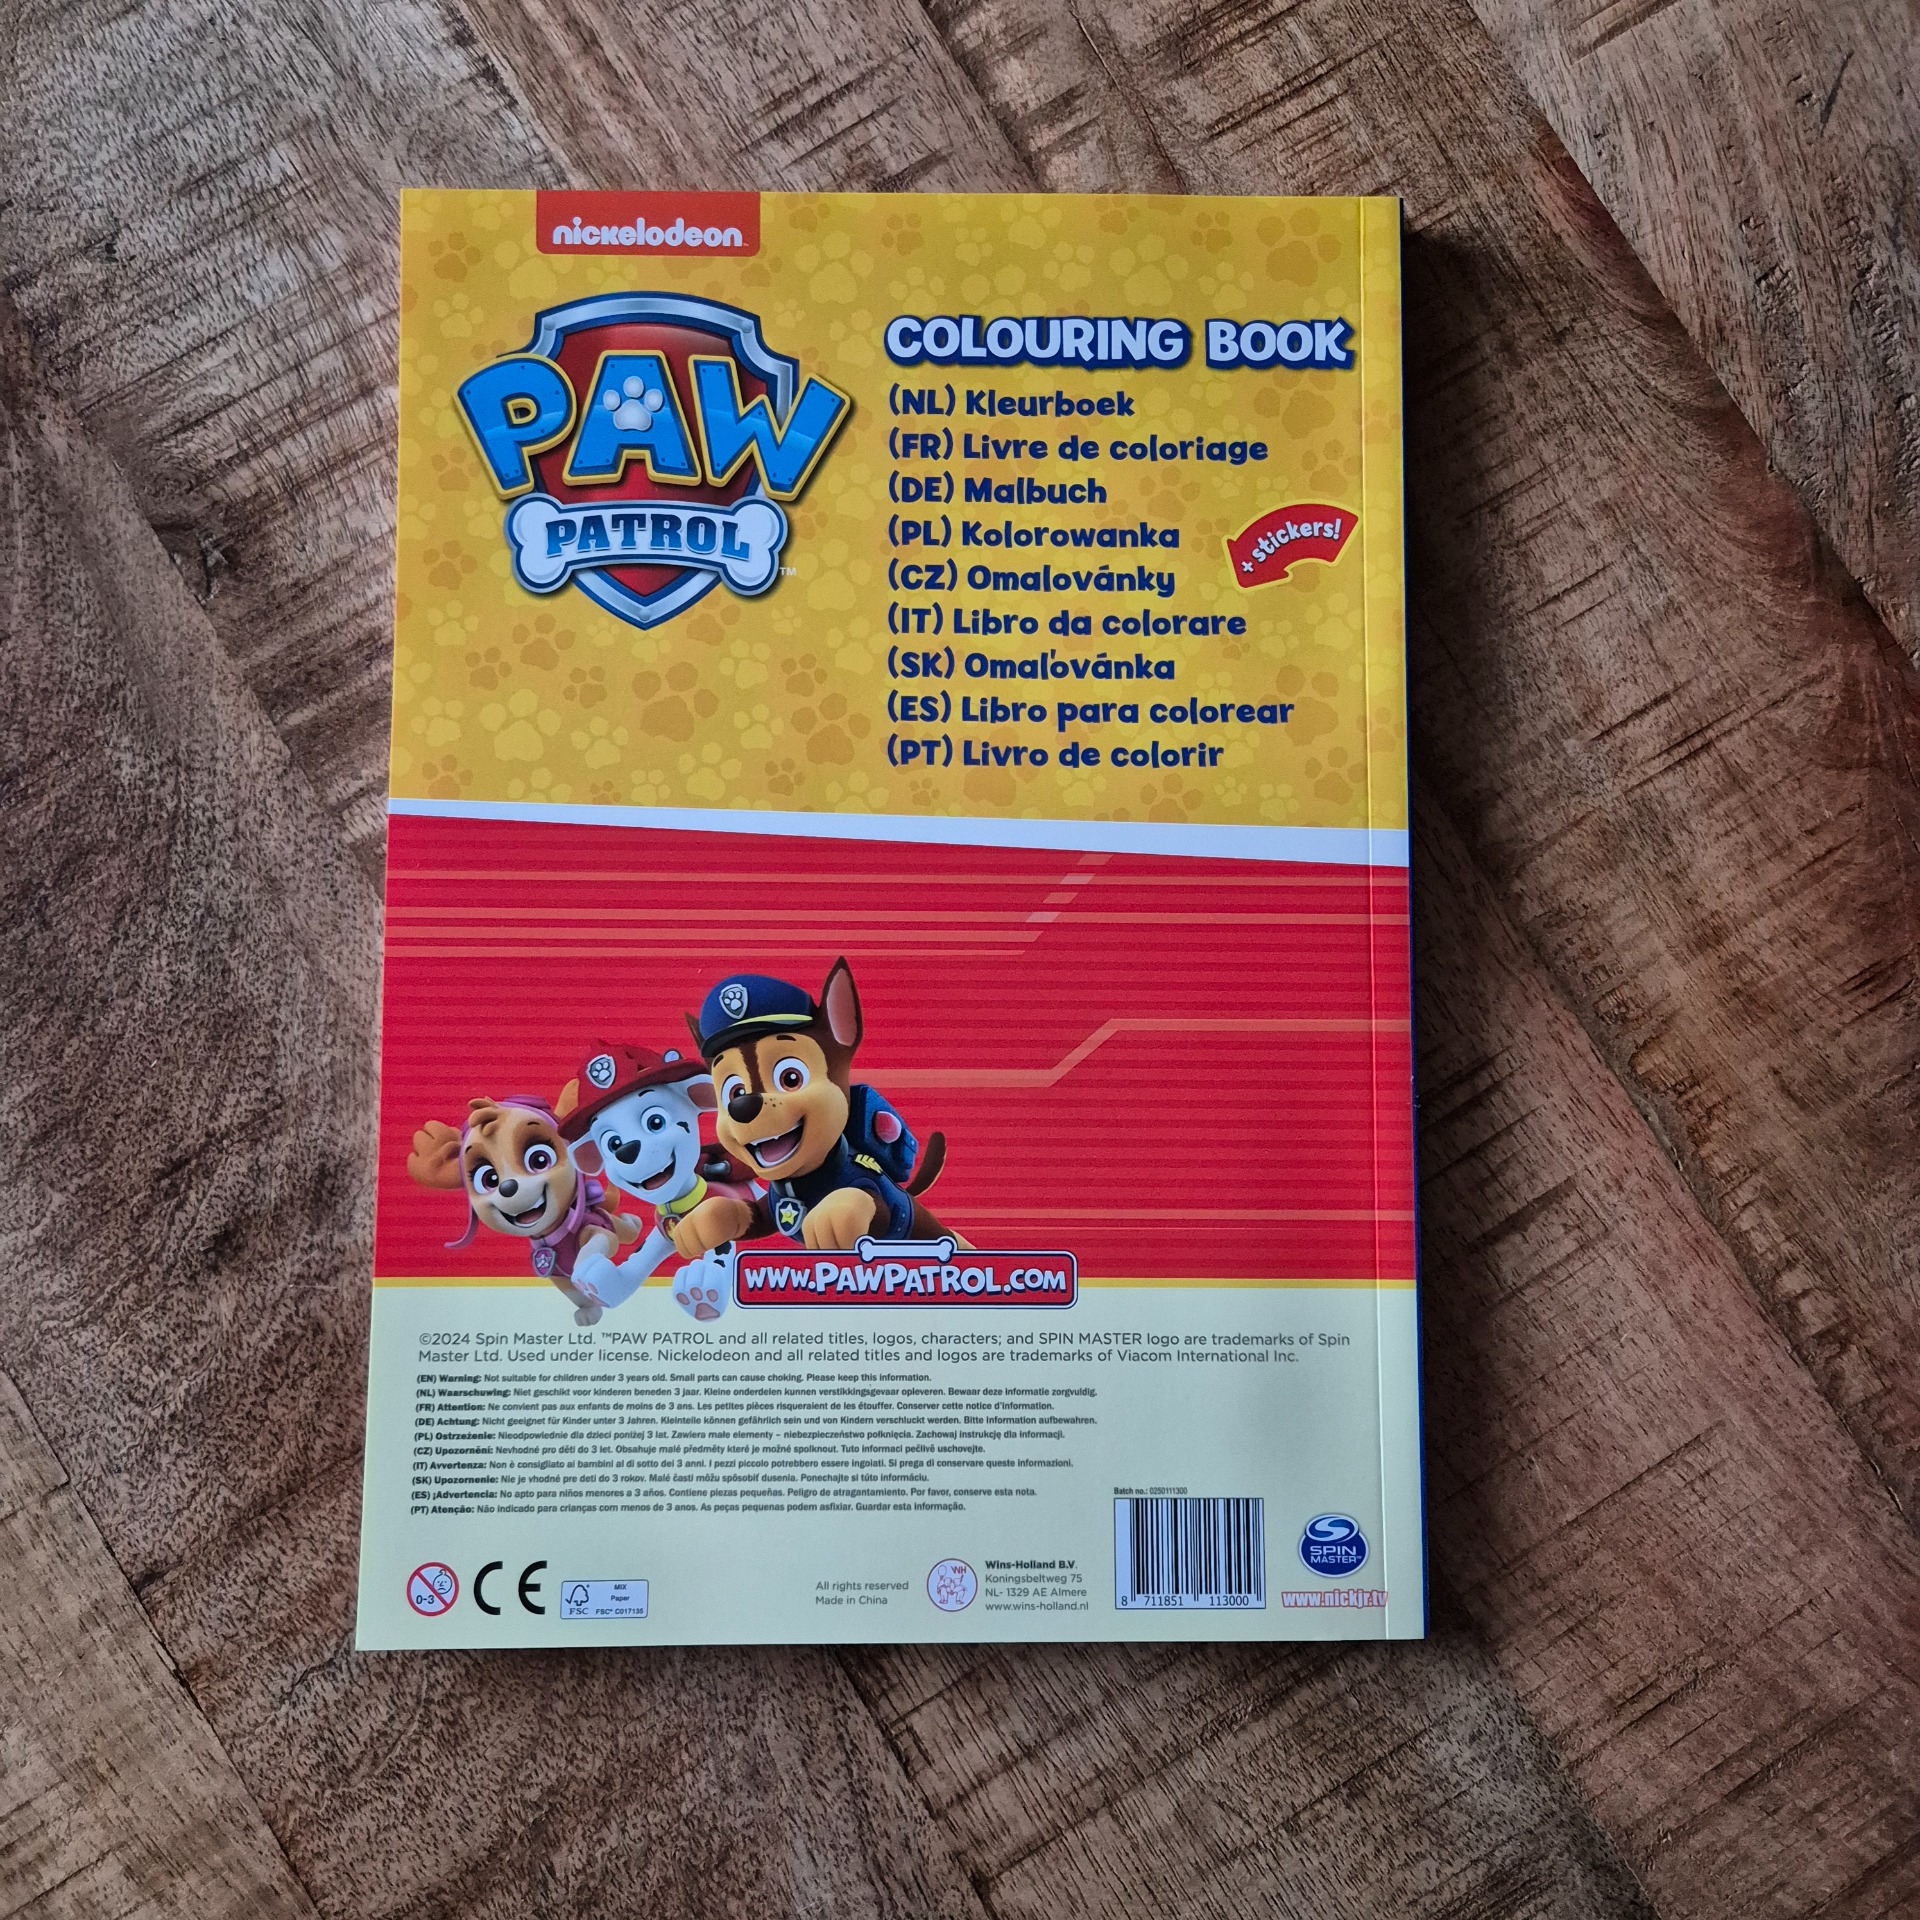 nickelodeon
PAW
PATROL
TM
COLOURING BOOK
(NL) Kleurboek
(FR) Livre de coloriage
(DE) Malbuch
(PL) Kolorowanka
(CZ) Omalovánky
(IT) Libro da colorare
(SK) Omaľovánka
(ES) Libro para colorear
(PT) Livro de colorir
+ stickers!
www.PAWPATROL.com
©2024 Spin Master Ltd. ™PAW PATROL and all related titles, logos, characters; and SPIN MASTER logo are trademarks of Spin
Master Ltd. Used under license. Nickelodeon and all related titles and logos are trademarks of Viacom International Inc.
(EN) Warning: Not suitable for children under 3 years old. Small parts can cause choking. Please keep this information.
(NL) Waarschuwing: Niet geschikt voor kinderen beneden 3 jaar. Kleine onderdelen kunnen verstikkingsgevaar opleveren. Bewaar deze informatie zorgvuldig.
(FR) Attention: Ne convient pas aux enfants de moins de 3 ans. Les petites pièces risqueraient de les étouffer. Conserver cette notice d'information.
(DE) Achtung: Nicht geeignet für Kinder unter 3 Jahren. Kleinteile können gefährlich sein und von Kindern verschluckt werden. Bitte Information aufbewahren.
(PL) Ostrzeżenie: Nieodpowiednie dla dzieci poniżej 3 lat. Zawiera małe elementy – niebezpieczeństwo połknięcia. Zachowaj instrukcję dla informacji.
(CZ) Upozornění: Nevhodné pro děti do 3 let. Obsahuje malé předměty které je možné spolknout. Tuto informaci pečlivě uschovejte.
(IT) Avvertenza: Non è consigliato ai bambini al di sotto dei 3 anni. I pezzi piccolo potrebbero essere ingoiati. Si prega di conservare queste informazioni.
(SK) Upozornenie: Nie je vhodné pre deti do 3 rokov. Malé časti môžu spôsobiť dusenia. Ponechajte si túto informáciu.
(ES) ¡Advertencia: No apto para niños menores a 3 años. Contiene piezas pequeñas. Peligro de atragantamiento. Por favor, conserve esta nota.
(PT) Atenção: Não indicado para crianças com menos de 3 anos. As peças pequenas podem asfixiar. Guardar esta informação.
Batch no.: 0250111300
0-3
CE
FSC
MIX
Paper
FSC® C017135
All rights reserved
Made in China
WH
Wins-Holland B.V.
Koningsbeltweg 75
NL- 1329 AE Almere
www.wins-holland.nl
8 711851 113000
SPIN
MASTER™
www.nickjr.tv